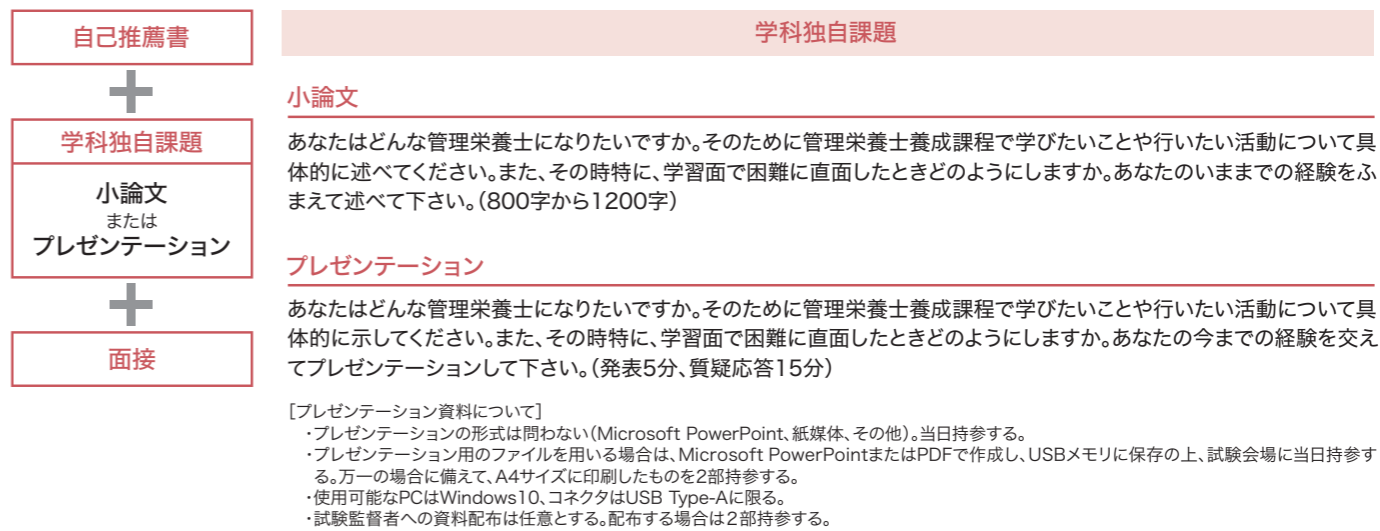 自己推薦書
＋
学科独自課題
小論文
または
プレゼンテーション
＋
面接
学科独自課題
小論文
あなたはどんな管理栄養士になりたいですか。そのために管理栄養士養成課程で学びたいことや行いたい活動について具
体的に述べてください。また、その時特に、学習面で困難に直面したときどのようにしますか。あなたのいままでの経験をふ
まえて述べて下さい。（800字から1200字）
プレゼンテーション
あなたはどんな管理栄養士になりたいですか。そのために管理栄養士養成課程で学びたいことや行いたい活動について具
体的に示してください。また、その時特に、学習面で困難に直面したときどのようにしますか。あなたの今までの経験を交え
てプレゼンテーションして下さい。（発表5分、質疑応答15分）
［プレゼンテーション資料について］
・プレゼンテーションの形式は問わない（Microsoft PowerPoint、紙媒体、その他）。当日持参する。
・プレゼンテーション用のファイルを用いる場合は、Microsoft PowerPointまたはPDFで作成し、USBメモリに保存の上、試験会場に当日持参す
る。万一の場合に備えて、A4サイズに印刷したものを2部持参する。
・使用可能なPCはWindows10、コネクタはUSB Type-Aに限る。
・試験監督者への資料配布は任意とする。配布する場合は2部持参する。